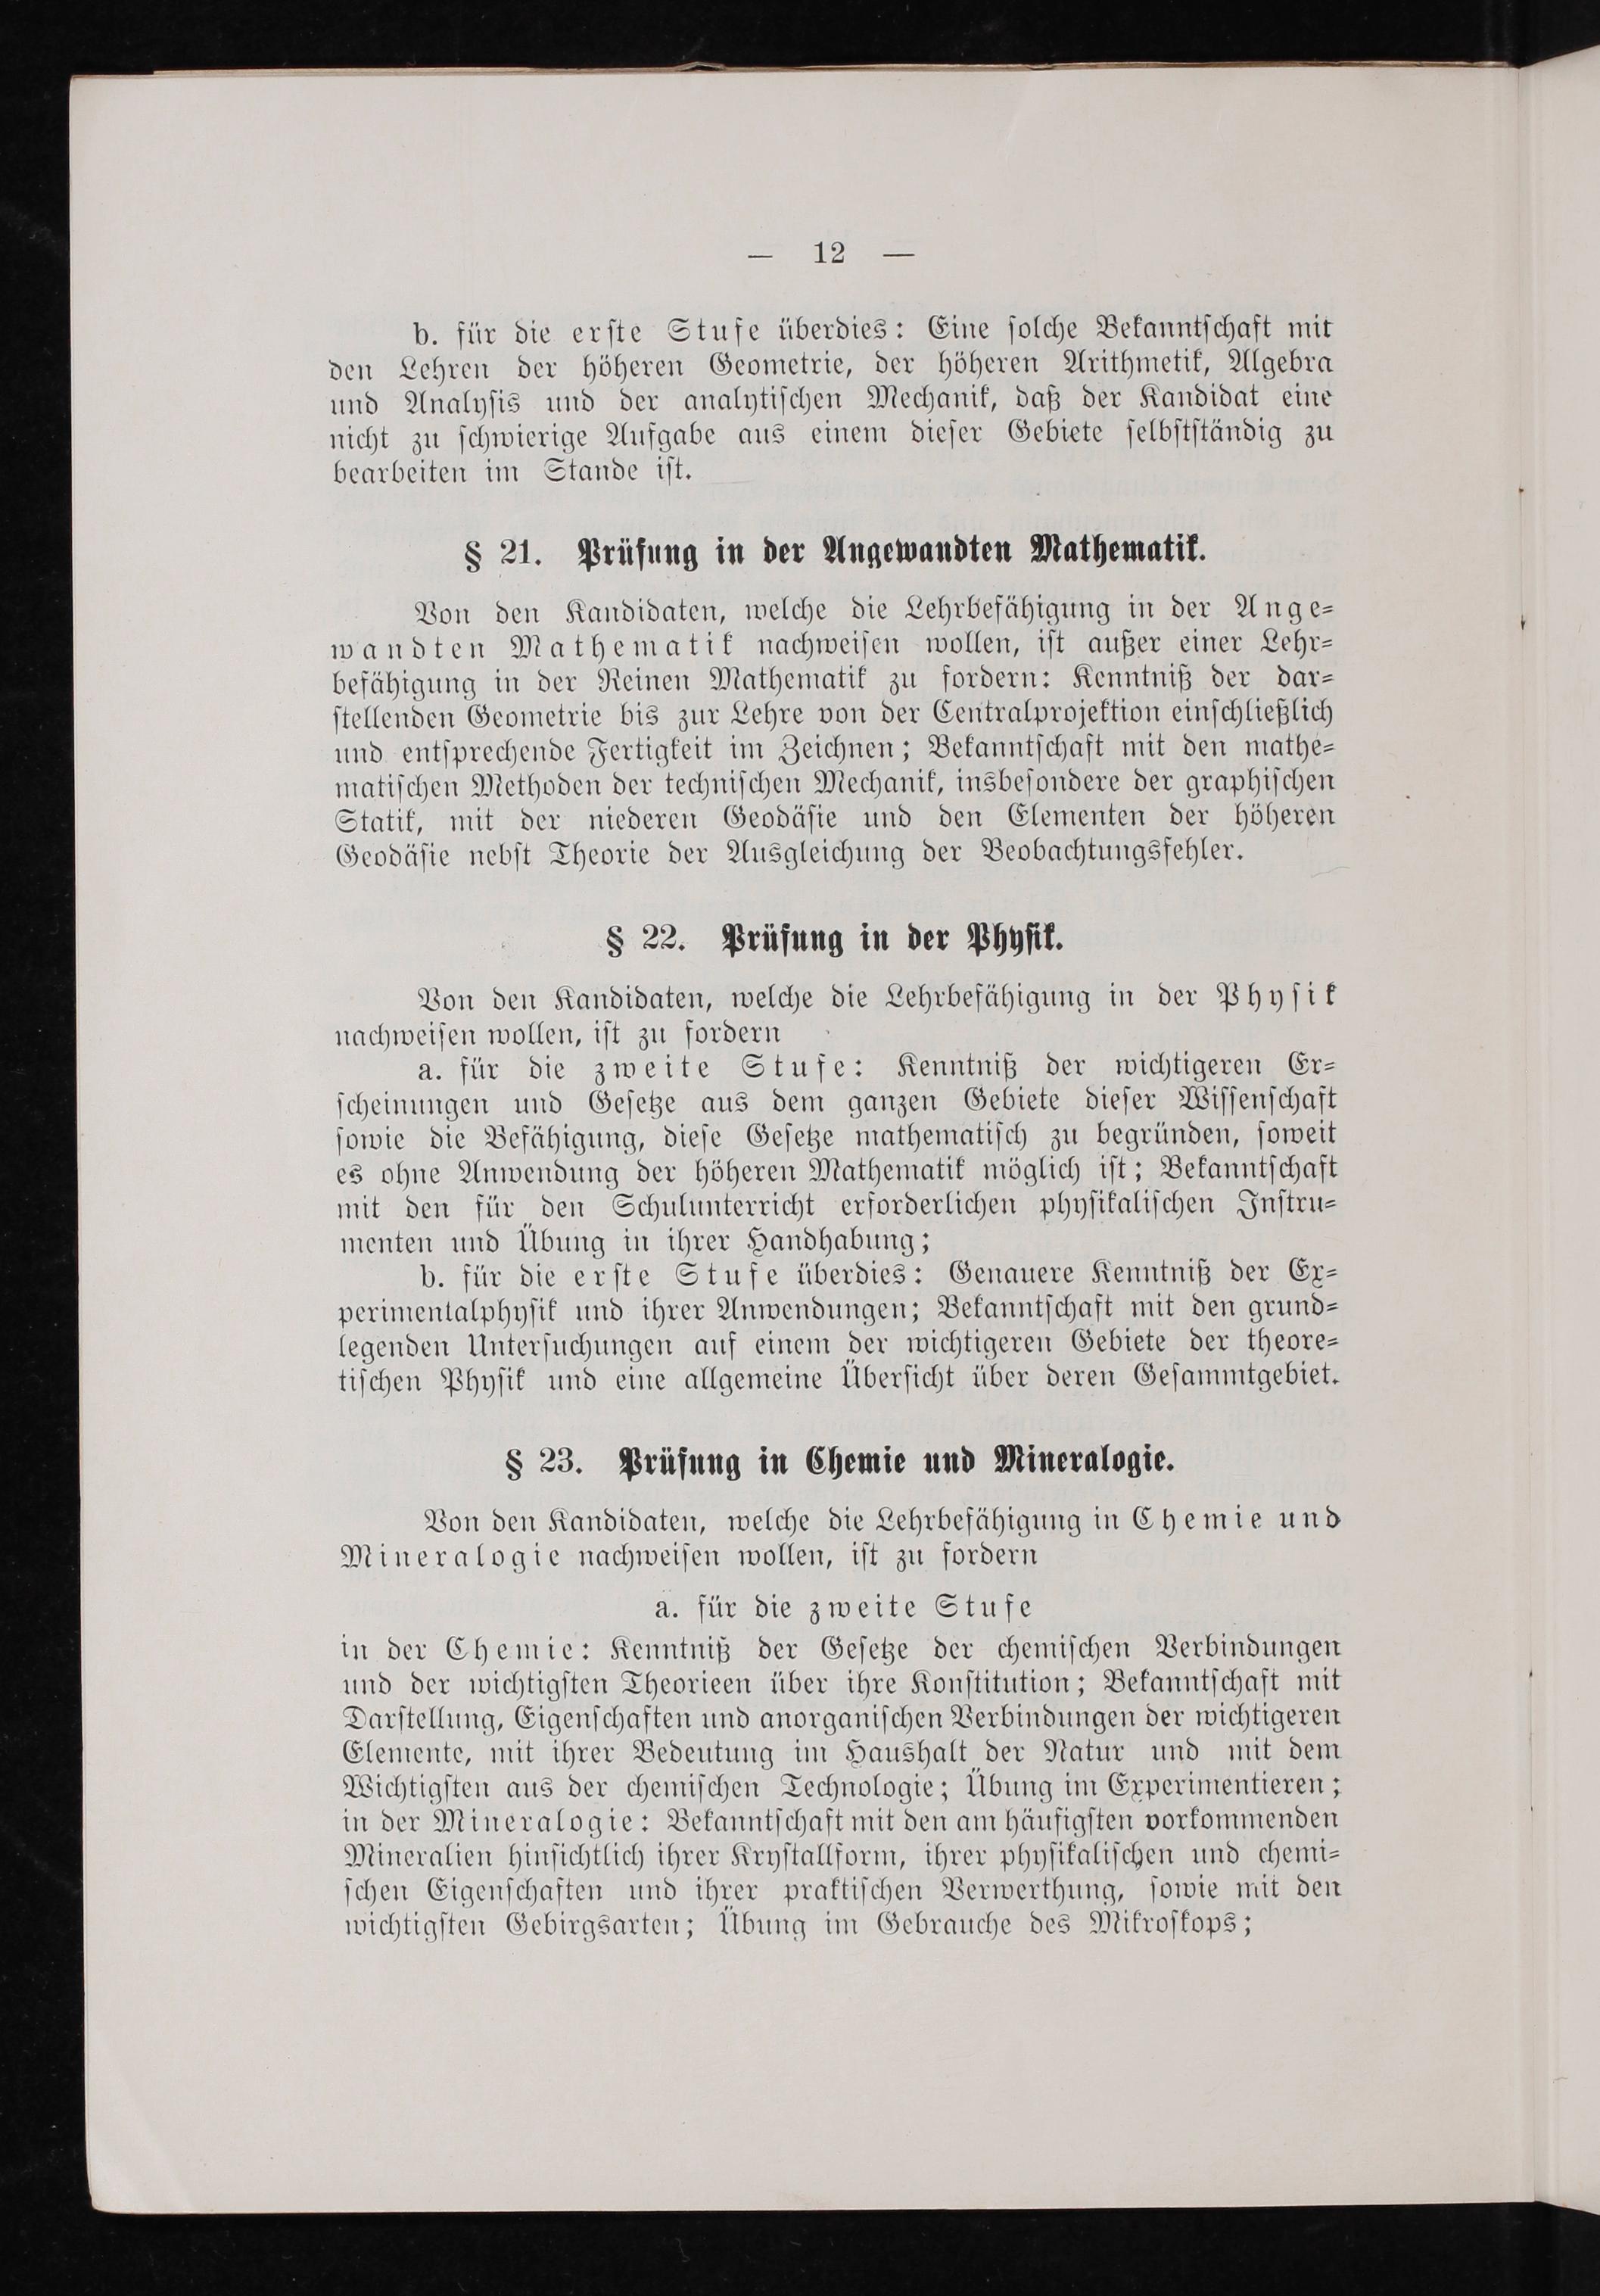 — 12 —
b. für die erste Stufe überdies: Eine solche Bekanntschaft mit
den Lehren der höheren Geometrie, der höheren Arithmetik, Algebra
und Analysis und der analytischen Mechanik, daß der Kandidat eine
nicht zu schwierige Aufgabe aus einem dieser Gebiete selbstständig zu
bearbeiten im Stande ist.
§ 21. Prüfung in der Angewandten Mathematik.
Von den Kandidaten, welche die Lehrbefähigung in der Ange-
wandten Mathematik nachweisen wollen, ist außer einer Lehr-
befähigung in der Reinen Mathematik zu fordern: Kenntniß der dar-
stellenden Geometrie bis zur Lehre von der Centralprojektion einschließlich
und entsprechende Fertigkeit im Zeichnen; Bekanntschaft mit den mathe-
matischen Methoden der technischen Mechanik, insbesondere der graphischen
Statik, mit der niederen Geodäsie und den Elementen der höheren
Geodäsie nebst Theorie der Ausgleichung der Beobachtungsfehler.
§ 22. Prüfung in der Physik.
Von den Kandidaten, welche die Lehrbefähigung in der Physik
nachweisen wollen, ist zu fordern
a. für die zweite Stufe: Kenntniß der wichtigeren Er-
scheinungen und Gesetze aus dem ganzen Gebiete dieser Wissenschaft
sowie die Befähigung, diese Gesetze mathematisch zu begründen, soweit
es ohne Anwendung der höheren Mathematik möglich ist; Bekanntschaft
mit den für den Schulunterricht erforderlichen physikalischen Instru-
menten und Übung in ihrer Handhabung;
b. für die erste Stufe überdies: Genauere Kenntniß der Ex-
perimentalphysik und ihrer Anwendungen; Bekanntschaft mit den grund-
legenden Untersuchungen auf einem der wichtigeren Gebiete der theore-
tischen Physik und eine allgemeine Übersicht über deren Gesammtgebiet.
§ 23. Prüfung in Chemie und Mineralogie.
Von den Kandidaten, welche die Lehrbefähigung in Chemie und
Mineralogie nachweisen wollen, ist zu fordern
a. für die zweite Stufe
in der Chemie: Kenntniß der Gesetze der chemischen Verbindungen
und der wichtigsten Theorieen über ihre Konstitution; Bekanntschaft mit
Darstellung, Eigenschaften und anorganischen Verbindungen der wichtigeren
Elemente, mit ihrer Bedeutung im Haushalt der Natur und mit dem
Wichtigsten aus der chemischen Technologie; Übung im Experimentieren;
in der Mineralogie: Bekanntschaft mit den am häufigsten vorkommenden
Mineralien hinsichtlich ihrer Krystallform, ihrer physikalischen und chemi-
schen Eigenschaften und ihrer praktischen Verwerthung, sowie mit den
wichtigsten Gebirgsarten; Übung im Gebrauche des Mikroskops;